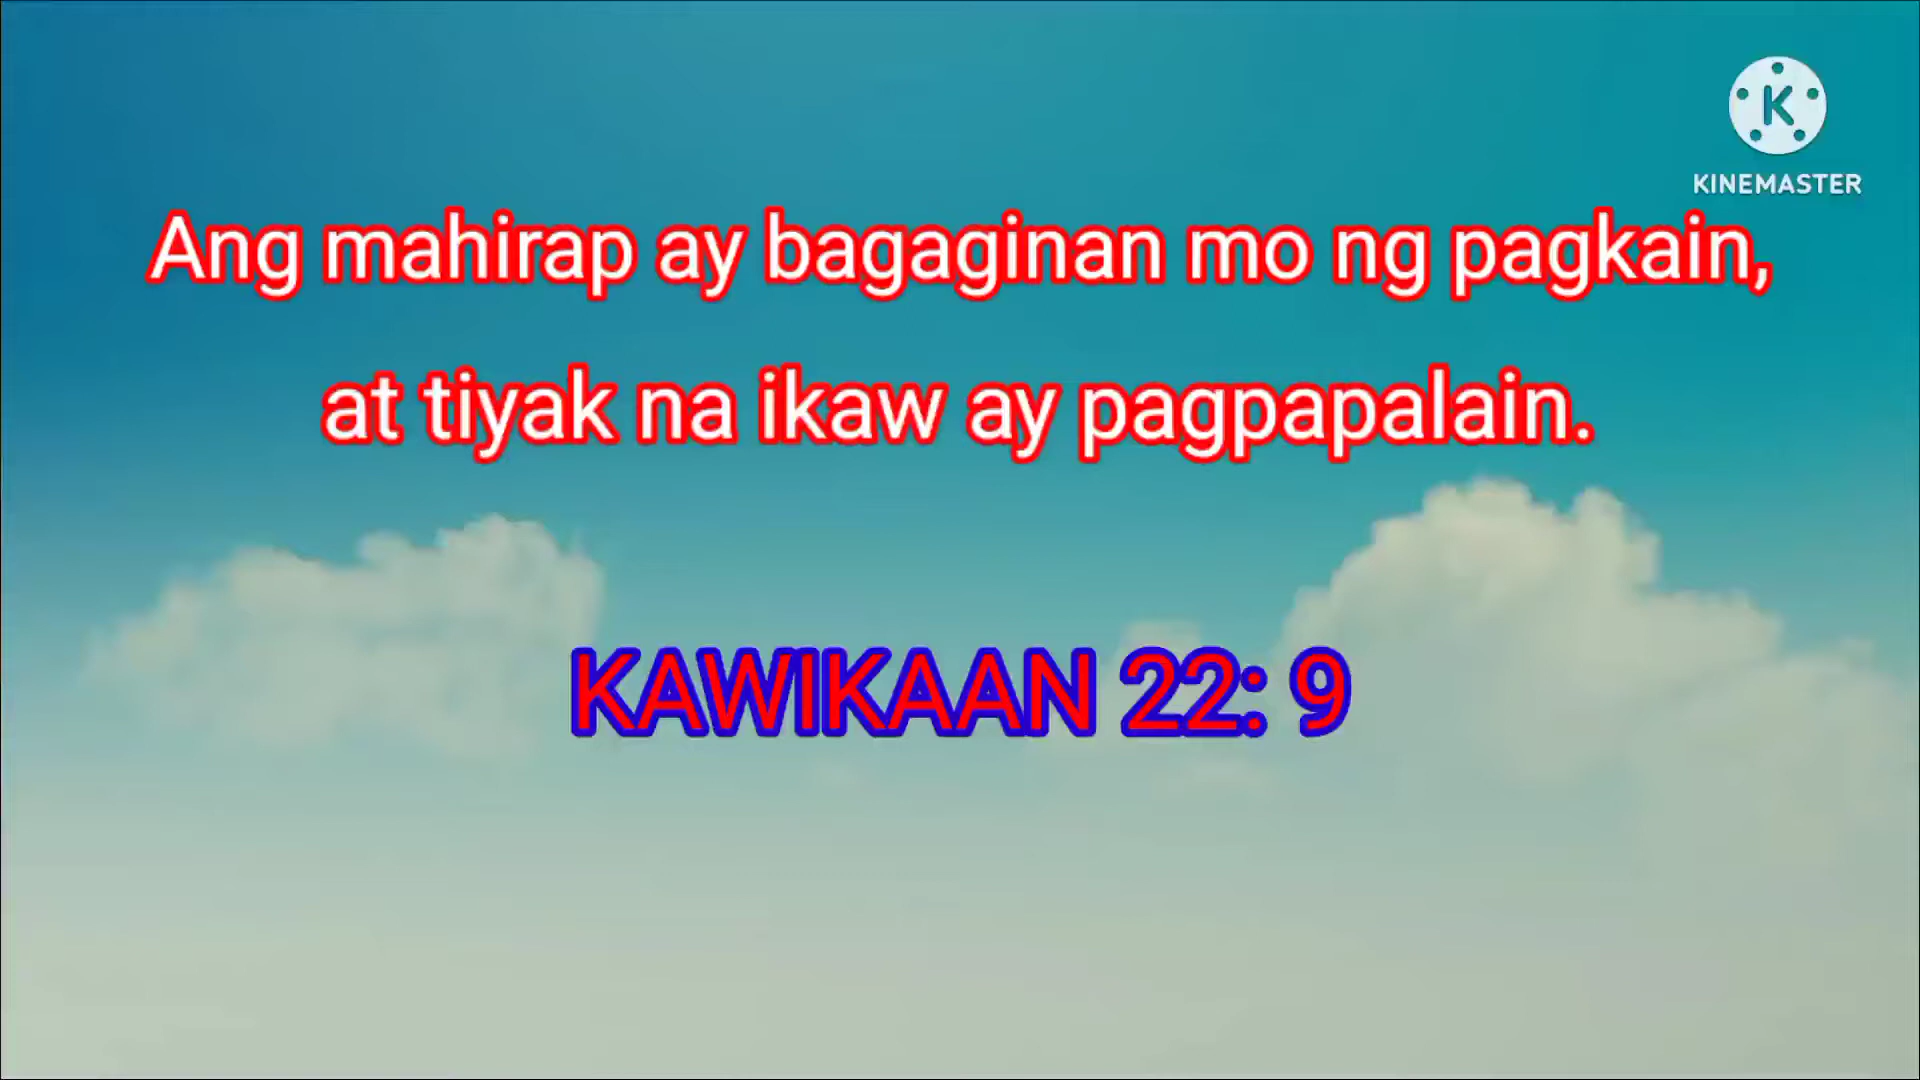 K
KINEMASTER
Ang mahirap ay bagaginan mo ng pagkain,
at tiyak na ikaw ay pagpapalain.
KAWIKAAN 22: 9